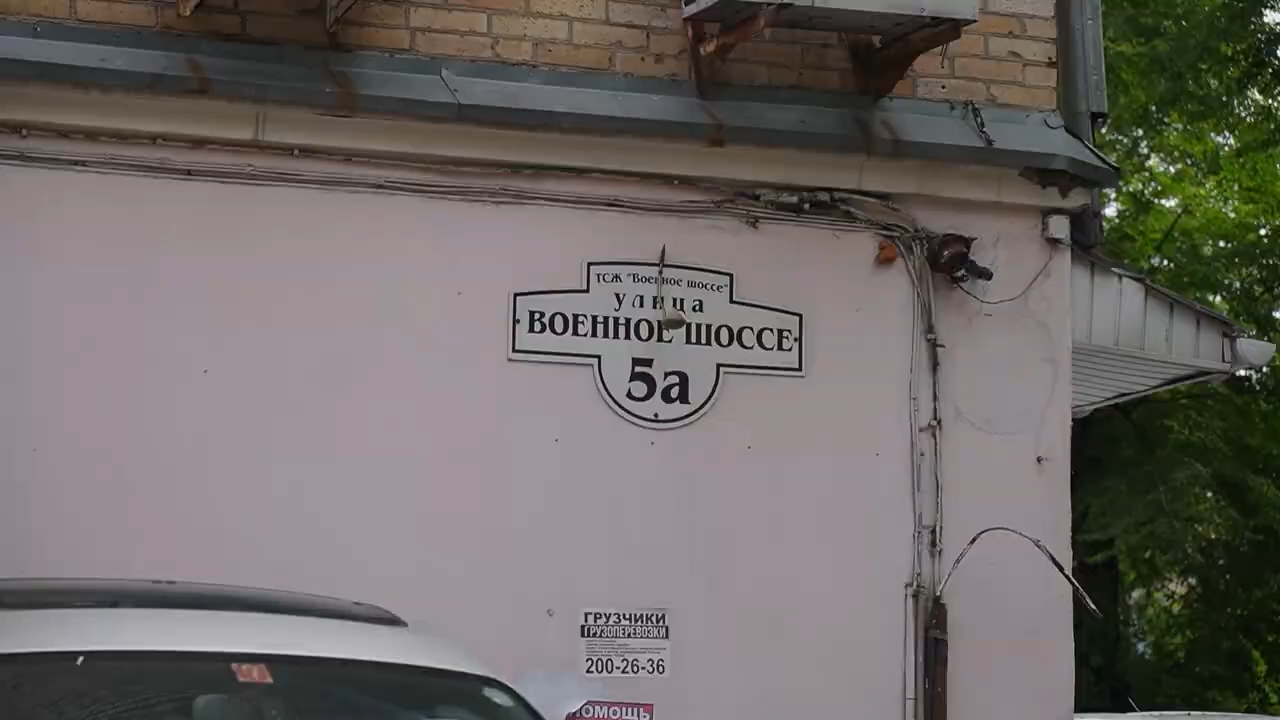 ТСЖ "Военное шоссе"
улица
ВОЕННОЕ ШОССЕ
5а
ГРУЗЧИКИ
ГРУЗОПЕРЕВОЗКИ
200-26-36
ПОМОЩЬ